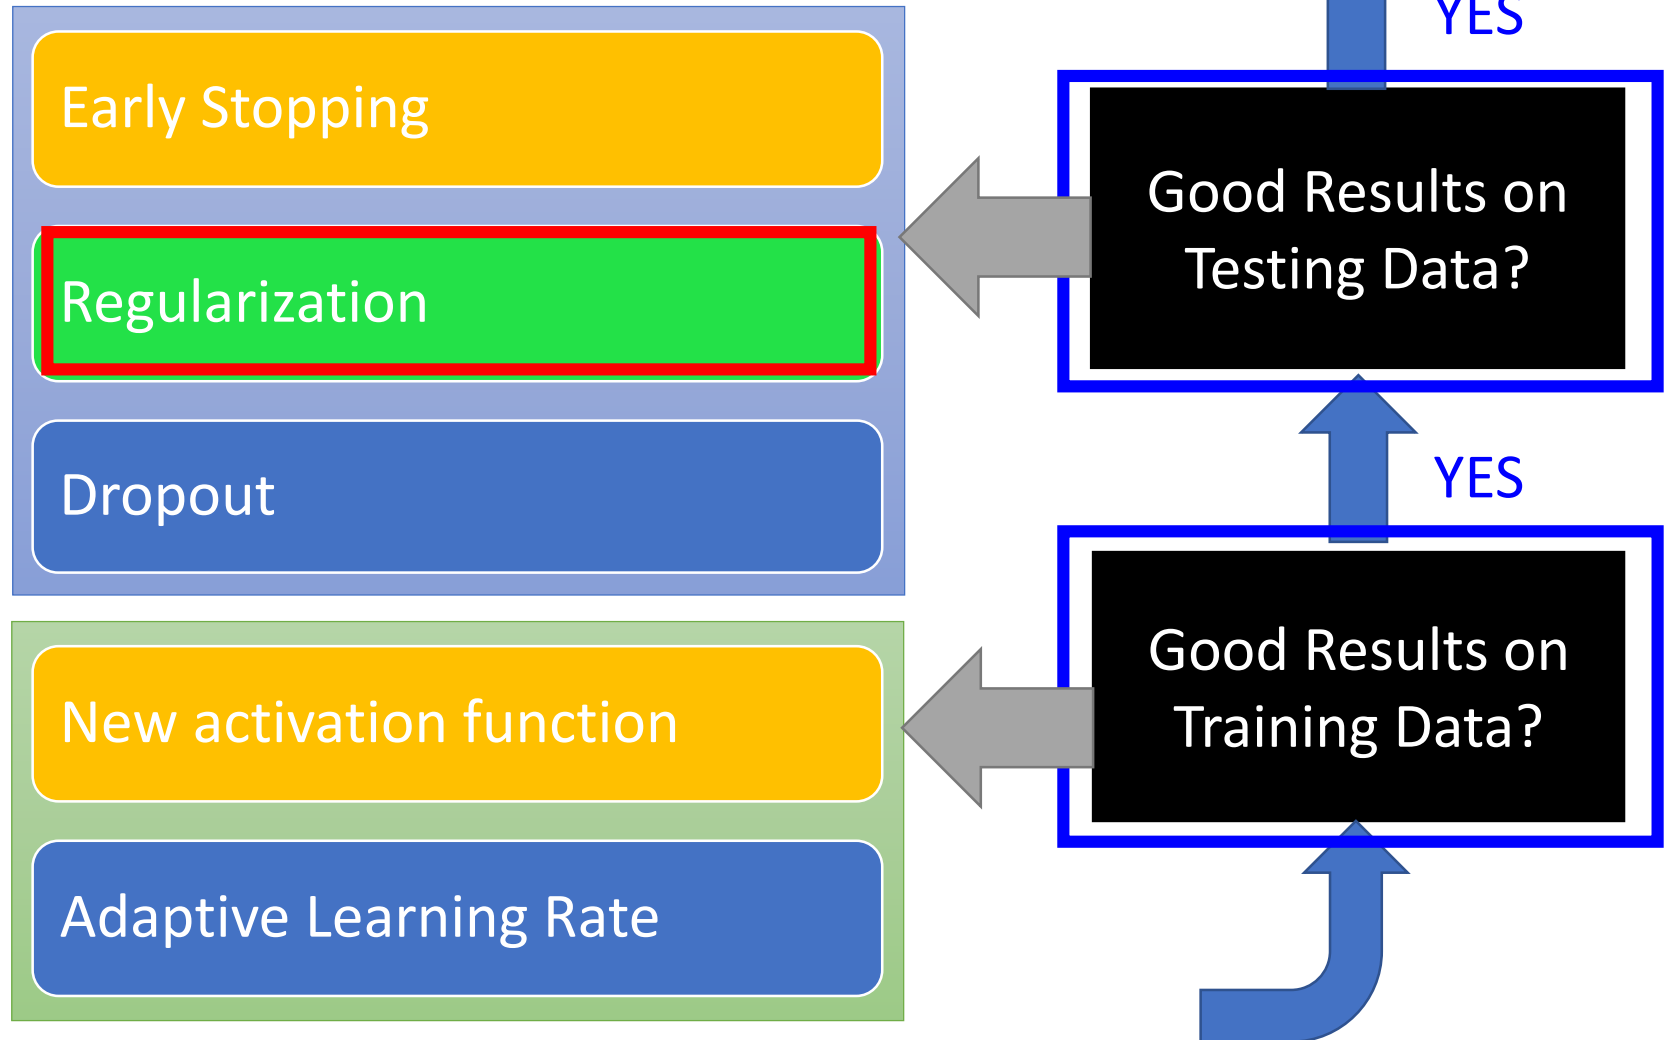 Early Stopping
Regularization
Dropout
New activation function
Adaptive Learning Rate
YES
Good Results on
Testing Data?
YES
Good Results on
Training Data?